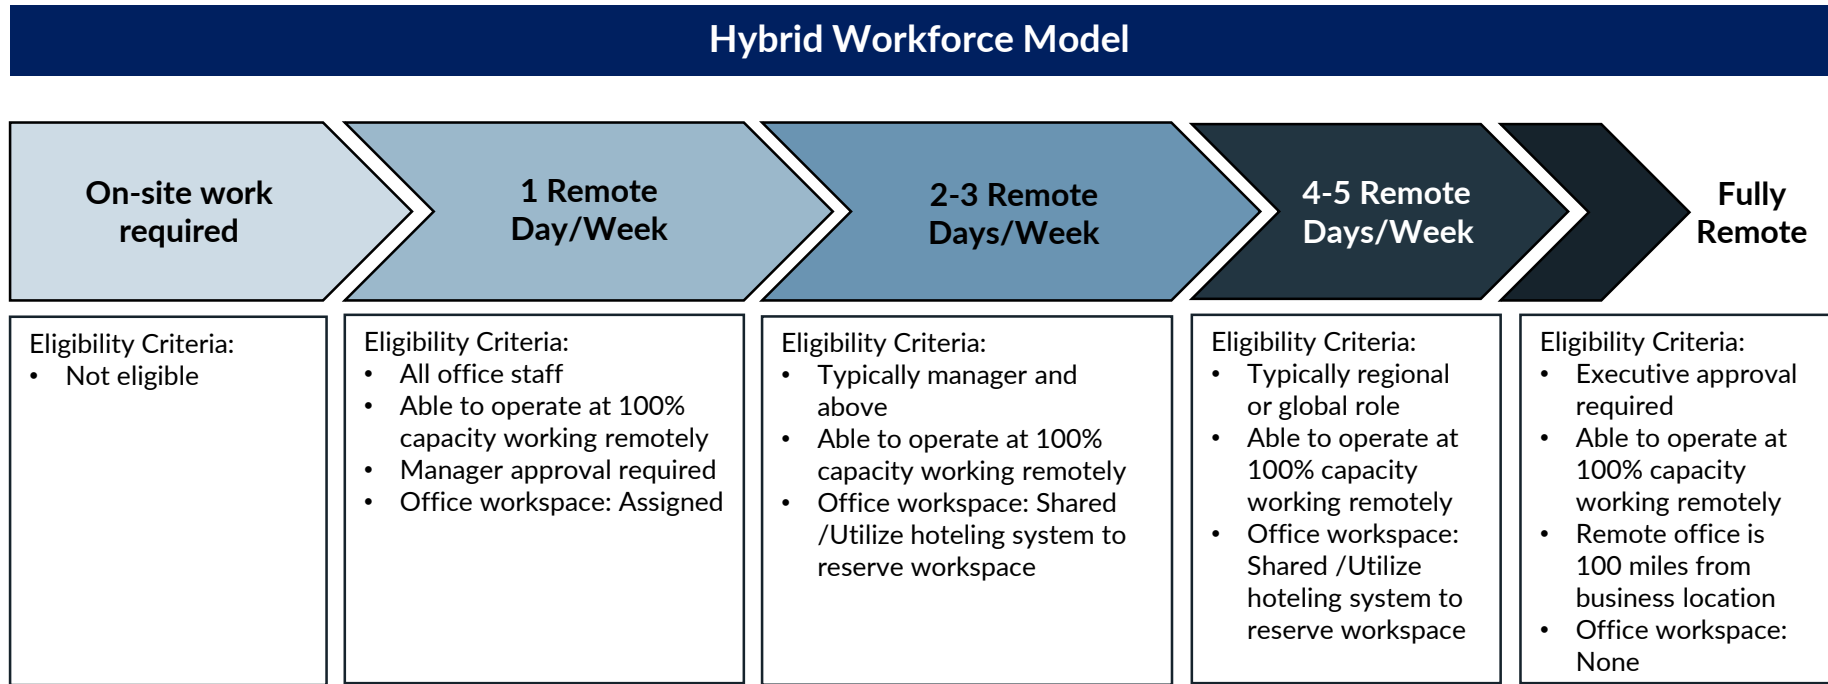 Hybrid Workforce Model
On-site work
required
1 Remote
Day/Week
2-3 Remote
Days/Week
4-5 Remote
Days/Week
Fully
Remote
Eligibility Criteria:
• Not eligible
Eligibility Criteria:
• All office staff
• Able to operate at 100%
capacity working remotely
• Manager approval required
• Office workspace: Assigned
Eligibility Criteria:
• Typically manager and
above
• Able to operate at 100%
capacity working remotely
• Office workspace: Shared
/Utilize hoteling system to
reserve workspace
Eligibility Criteria:
• Typically regional
or global role
• Able to operate at
100% capacity
working remotely
• Office workspace:
Shared /Utilize
hoteling system to
reserve workspace
Eligibility Criteria:
• Executive approval
required
• Able to operate at
100% capacity
working remotely
• Remote office is
100 miles from
business location
• Office workspace:
None